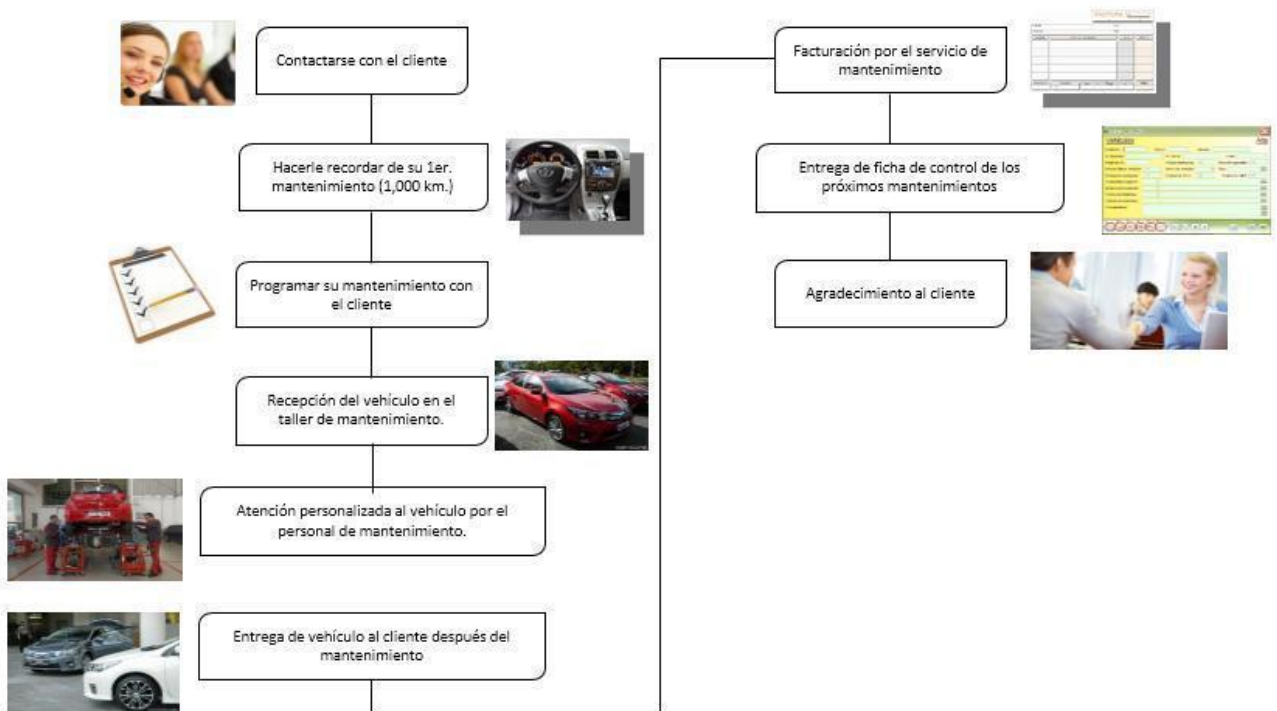 Contactarse con el cliente
Hacerle recordar de su 1er.
mantenimiento (1,000 km.)
Programar su mantenimiento con
el cliente
Recepción del vehículo en el
taller de mantenimiento.
Atención personalizada al vehículo por el
personal de mantenimiento.
Entrega de vehículo al cliente después del
mantenimiento
Facturación por el servicio de
mantenimiento
Entrega de ficha de control de los
próximos mantenimientos
Agradecimiento al cliente